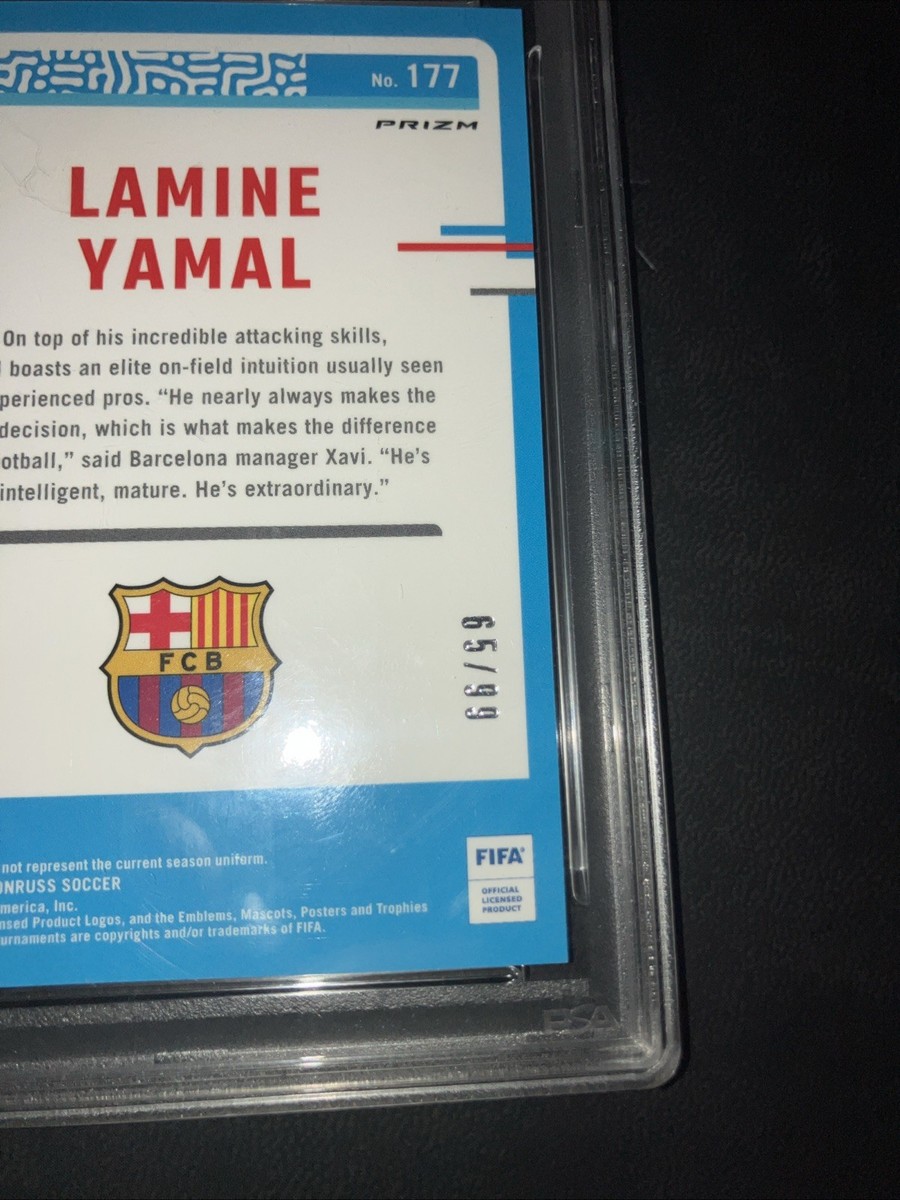 No. 177
PRIZM
LAMINE
YAMAL
On top of his incredible attacking skills,
boasts an elite on-field intuition usually seen
perienced pros. “He nearly always makes the
decision, which is what makes the difference
otball,” said Barcelona manager Xavi. “He’s
intelligent, mature. He’s extraordinary.”
FCB
65/99
not represent the current season uniform.
ONRUSS SOCCER
merica, Inc.
nsed Product Logos, and the Emblems, Mascots, Posters and Trophies
urnaments are copyrights and/or trademarks of FIFA.
FIFA®
OFFICIAL
LICENSED
PRODUCT
PSA